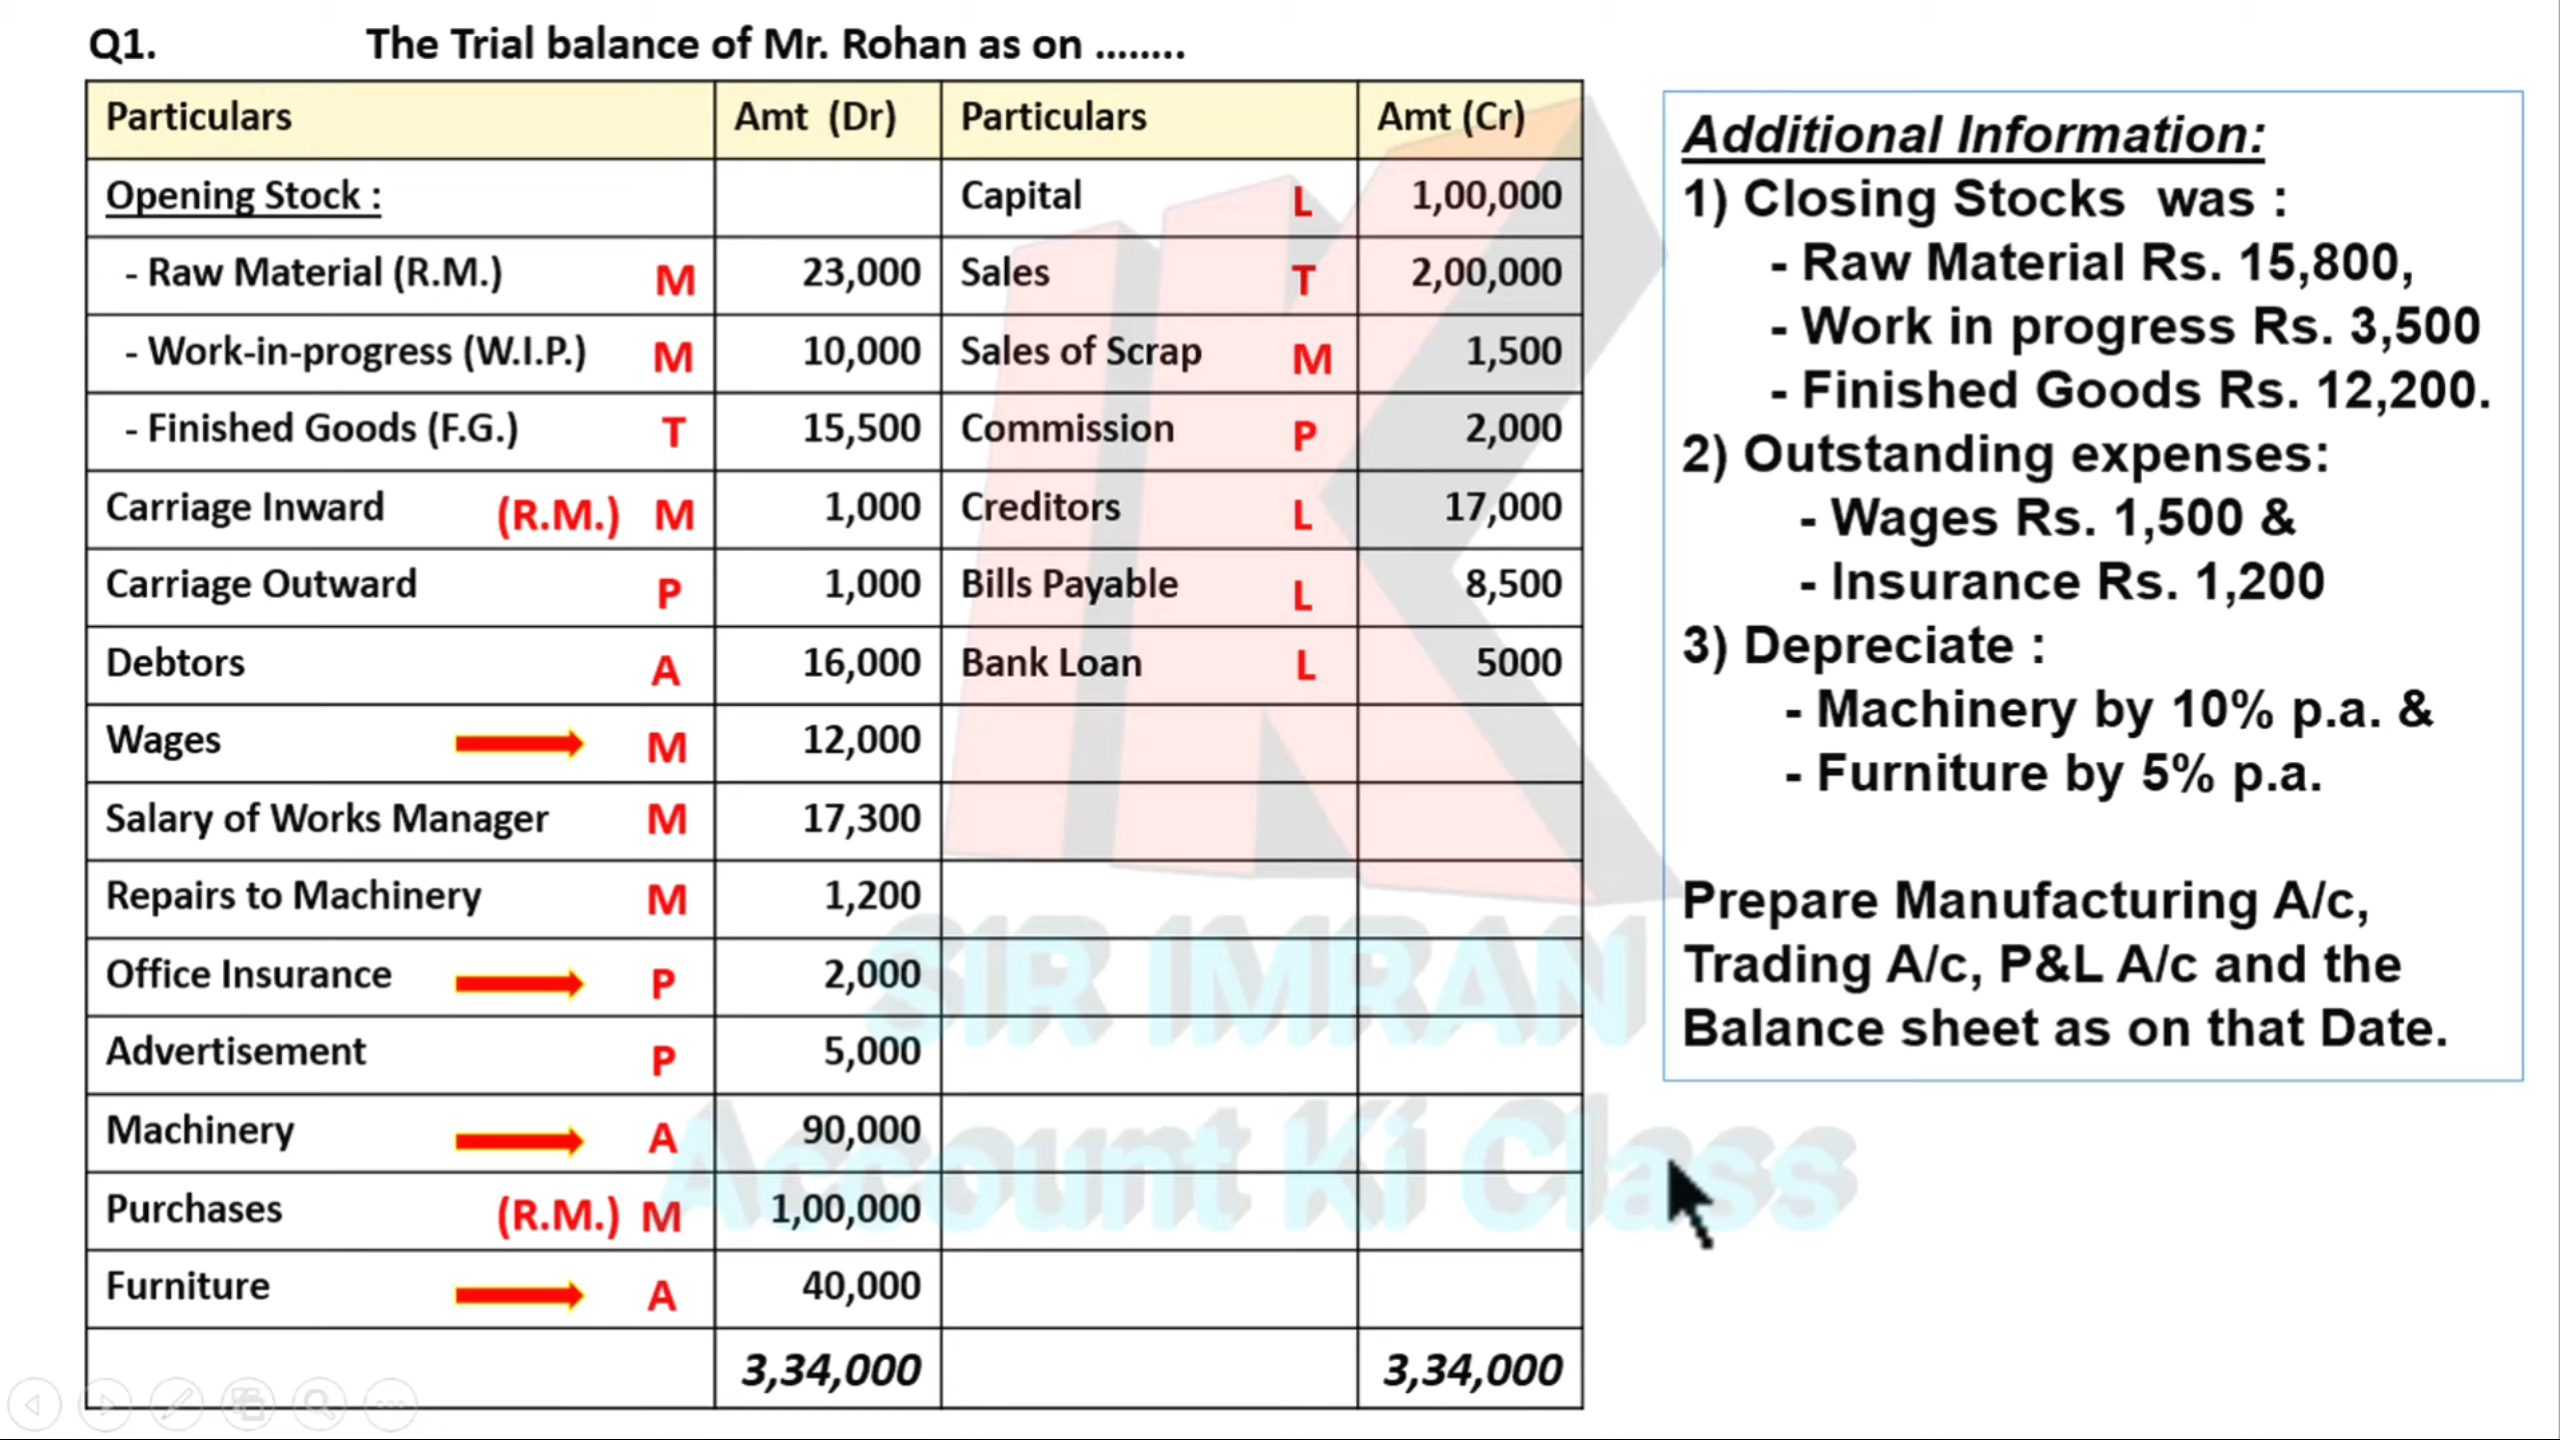 Q1. The Trial balance of Mr. Rohan as on ........
Particulars Amt (Dr) Particulars Amt (Cr)
Opening Stock : Capital L 1,00,000
- Raw Material (R.M.) M 23,000 Sales T 2,00,000
- Work-in-progress (W.I.P.) M 10,000 Sales of Scrap M 1,500
- Finished Goods (F.G.) T 15,500 Commission P 2,000
Carriage Inward (R.M.) M 1,000 Creditors L 17,000
Carriage Outward P 1,000 Bills Payable L 8,500
Debtors A 16,000 Bank Loan L 5000
Wages M 12,000
Salary of Works Manager M 17,300
Repairs to Machinery M 1,200
Office Insurance P 2,000
Advertisement P 5,000
Machinery A 90,000
Purchases (R.M.) M 1,00,000
Furniture A 40,000
3,34,000 3,34,000
Additional Information:
1) Closing Stocks was :
- Raw Material Rs. 15,800,
- Work in progress Rs. 3,500
- Finished Goods Rs. 12,200.
2) Outstanding expenses:
- Wages Rs. 1,500 &
- Insurance Rs. 1,200
3) Depreciate :
- Machinery by 10% p.a. &
- Furniture by 5% p.a.
Prepare Manufacturing A/c,
Trading A/c, P&L A/c and the
Balance sheet as on that Date.
IK
SIR IMRAN
Account Ki Class